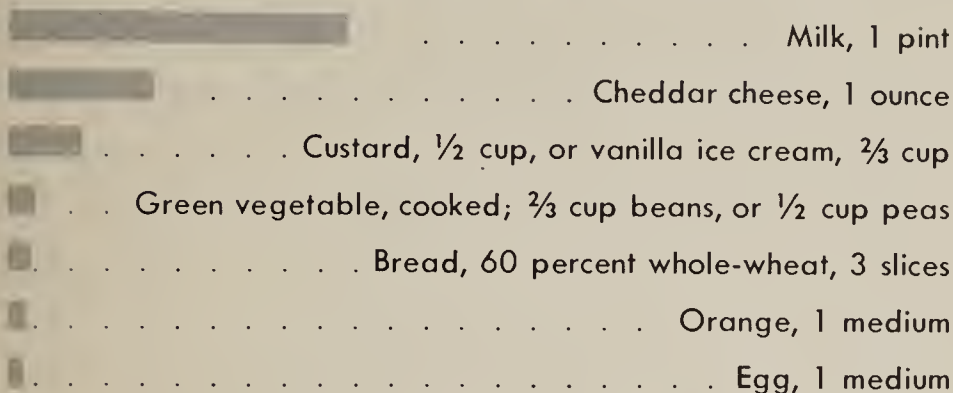 . . . . . . . . . . . Milk, 1 pint
. . . . . . . . . . . . . Cheddar cheese, 1 ounce
. . . . . . . Custard, ½ cup, or vanilla ice cream, ⅔ cup
. . Green vegetable, cooked; ⅔ cup beans, or ½ cup peas
. . . . . . . . . . . . Bread, 60 percent whole-wheat, 3 slices
. . . . . . . . . . . . . . . . . . . . . . Orange, 1 medium
. . . . . . . . . . . . . . . . . . . . . . . . . Egg, 1 medium